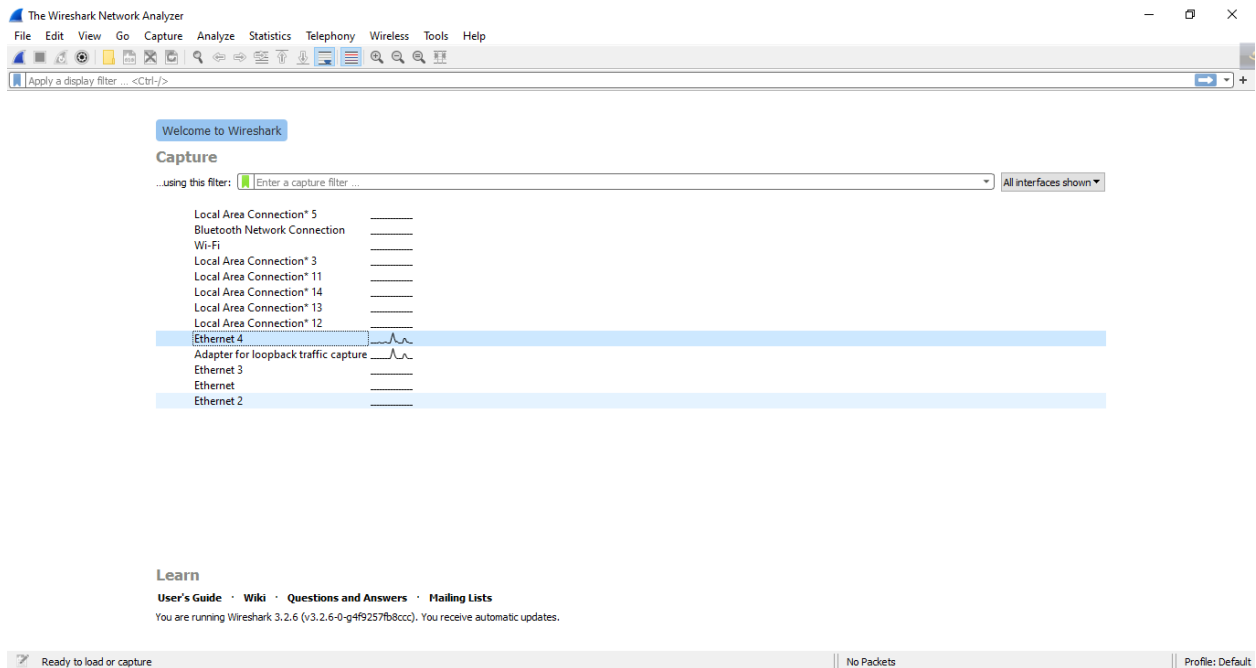 The Wireshark Network Analyzer
File Edit View Go Capture Analyze Statistics Telephony Wireless Tools Help
Apply a display filter ... <Ctrl-/>
+
Welcome to Wireshark
Capture
...using this filter: Enter a capture filter ... All interfaces shown
Local Area Connection* 5
Bluetooth Network Connection
Wi-Fi
Local Area Connection* 3
Local Area Connection* 11
Local Area Connection* 14
Local Area Connection* 13
Local Area Connection* 12
Ethernet 4
Adapter for loopback traffic capture
Ethernet 3
Ethernet
Ethernet 2
Learn
User's Guide · Wiki · Questions and Answers · Mailing Lists
You are running Wireshark 3.2.6 (v3.2.6-0-g4f9257fb8ccc). You receive automatic updates.
Ready to load or capture No Packets Profile: Default